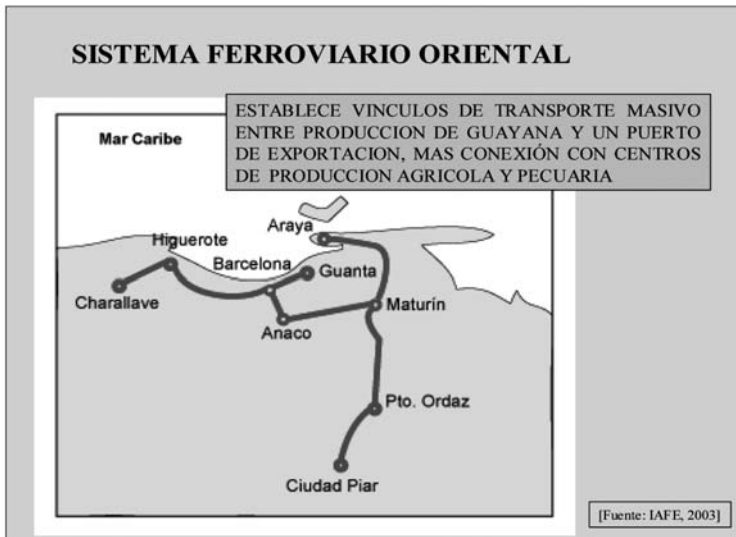 SISTEMA FERROVIARIO ORIENTAL
ESTABLECE VINCULOS DE TRANSPORTE MASIVO
ENTRE PRODUCCION DE GUAYANA Y UN PUERTO
DE EXPORTACION, MAS CONEXIÓN CON CENTROS
DE PRODUCCION AGRICOLA Y PECUARIA
Mar Caribe
Araya
Higuerote
Barcelona
Guanta
Charallave
Maturín
Anaco
Pto. Ordaz
Ciudad Piar
[Fuente: IAFE, 2003]